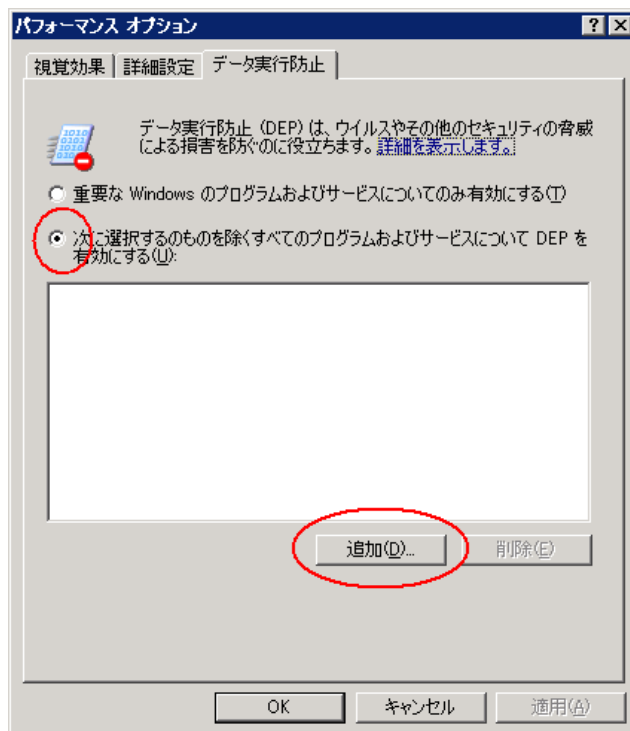 パフォーマンス オプション
視覚効果 詳細設定 データ実行防止
データ実行防止 (DEP) は、ウイルスやその他のセキュリティの脅威
による損害を防ぐのに役立ちます。詳細を表示します。
重要な Windows のプログラムおよびサービスについてのみ有効にする(T)
次に選択するのものを除くすべてのプログラムおよびサービスについて DEP を
有効にする(U):
追加(D)... 削除(E)
OK キャンセル 適用(A)